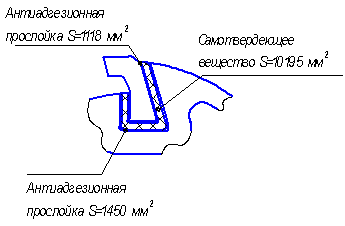 Антиадгезионная
прослойка S=1118 мм²
Самотвердеющее
вещество S=10195 мм²
Антиадгезионная
прослойка S=1450 мм²